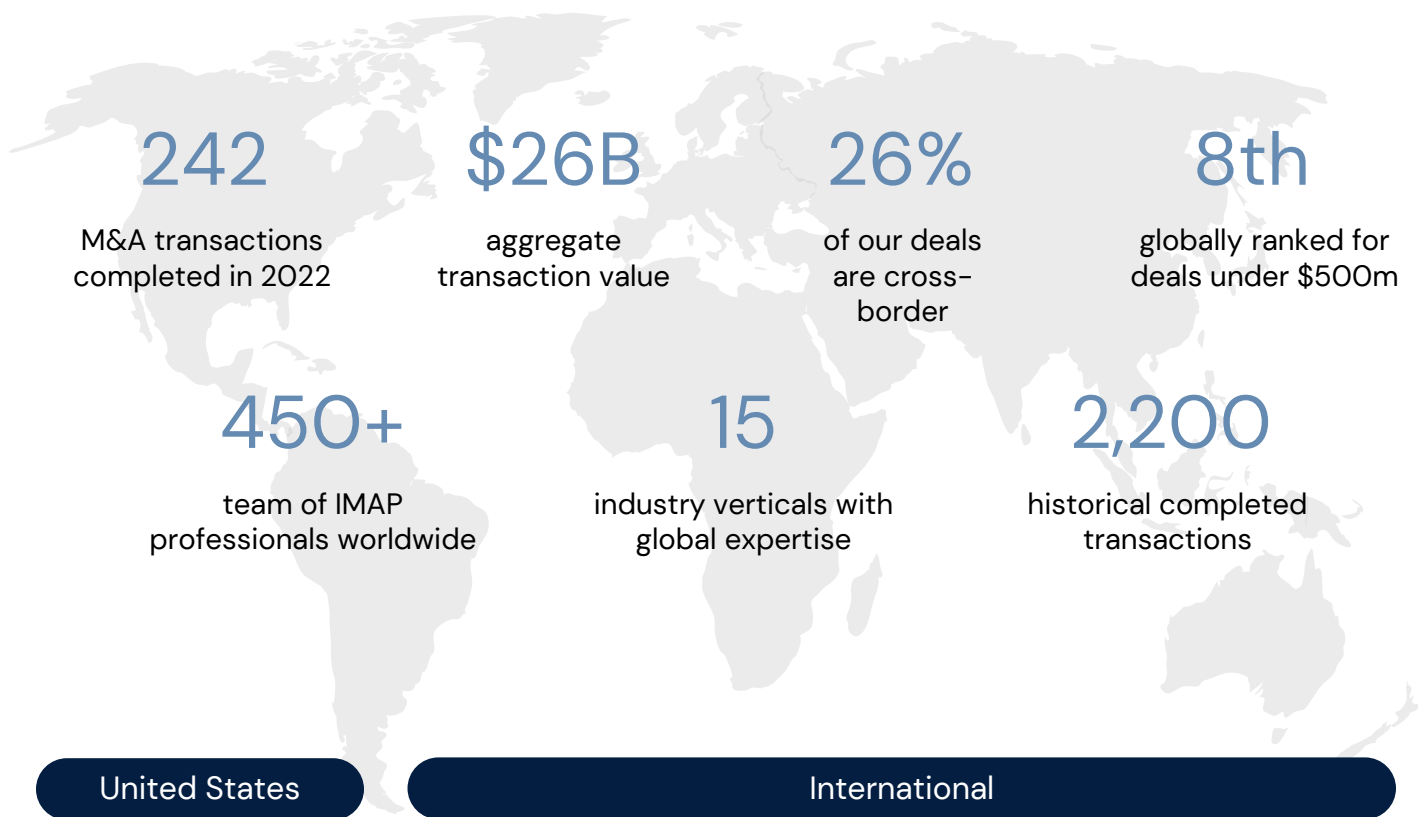 242
M&A transactions
completed in 2022
$26B
aggregate
transaction value
26%
of our deals
are cross-
border
8th
globally ranked for
deals under $500m
450+
team of IMAP
professionals worldwide
15
industry verticals with
global expertise
2,200
historical completed
transactions
United States
International